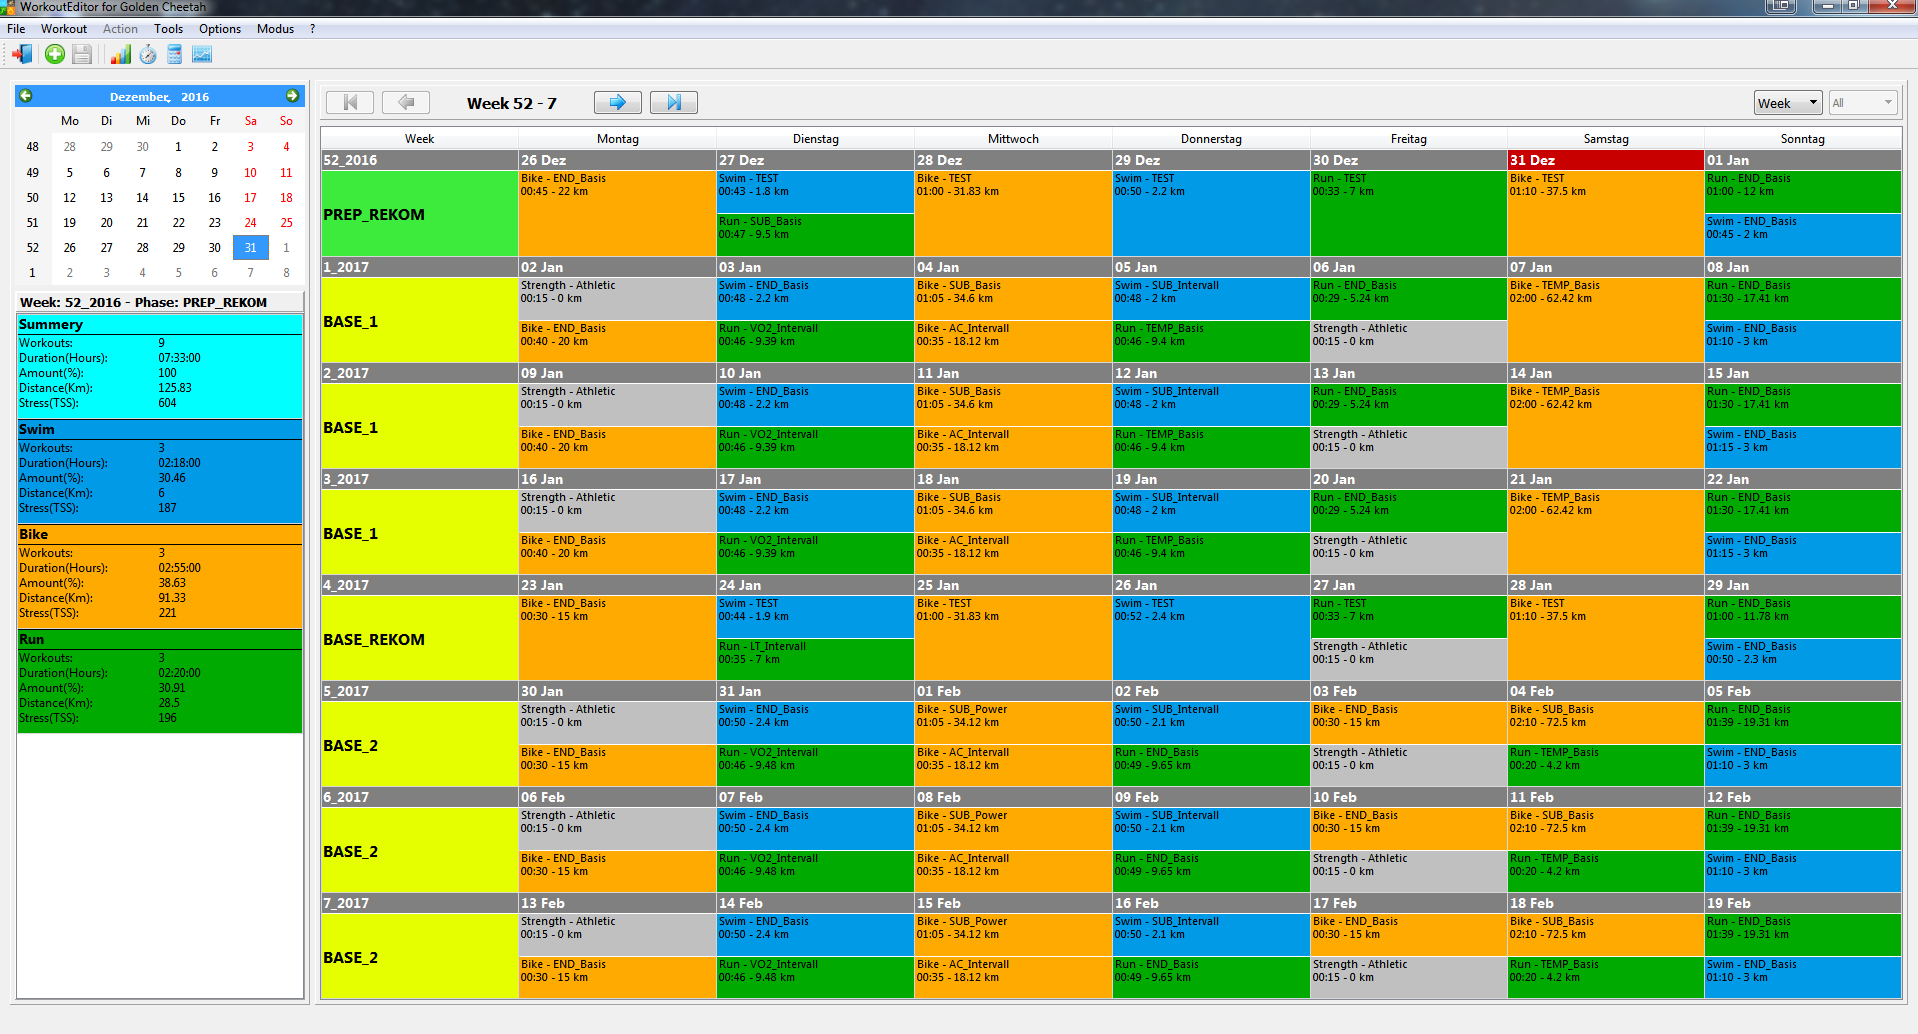 WorkoutEditor for Golden Cheetah
File Workout Action Tools Options Modus ?
Dezember, 2016
Mo Di Mi Do Fr Sa So
48 28 29 30 1 2 3 4
49 5 6 7 8 9 10 11
50 12 13 14 15 16 17 18
51 19 20 21 22 23 24 25
52 26 27 28 29 30 31 1
1 2 3 4 5 6 7 8
Week: 52_2016 - Phase: PREP_REKOM
Summery
Workouts: 9
Duration(Hours): 07:33:00
Amount(%): 100
Distance(Km): 125.83
Stress(TSS): 604
Swim
Workouts: 3
Duration(Hours): 02:18:00
Amount(%): 30.46
Distance(Km): 6
Stress(TSS): 187
Bike
Workouts: 3
Duration(Hours): 02:55:00
Amount(%): 38.63
Distance(Km): 91.33
Stress(TSS): 221
Run
Workouts: 3
Duration(Hours): 02:20:00
Amount(%): 30.91
Distance(Km): 28.5
Stress(TSS): 196
Week 52 - 7
Week All
Week Montag Dienstag Mittwoch Donnerstag Freitag Samstag Sonntag
52_2016 26 Dez 27 Dez 28 Dez 29 Dez 30 Dez 31 Dez 01 Jan
Bike - END_Basis Swim - TEST Bike - TEST Swim - TEST Run - TEST Bike - TEST Run - END_Basis
00:45 - 22 km 00:43 - 1.8 km 01:00 - 31.83 km 00:50 - 2.2 km 00:33 - 7 km 01:10 - 37.5 km 01:00 - 12 km
PREP_REKOM
Run - SUB_Basis Swim - END_Basis
00:47 - 9.5 km 00:45 - 2 km
1_2017 02 Jan 03 Jan 04 Jan 05 Jan 06 Jan 07 Jan 08 Jan
Strength - Athletic Swim - END_Basis Bike - SUB_Basis Swim - SUB_Intervall Run - END_Basis Bike - TEMP_Basis Run - END_Basis
00:15 - 0 km 00:48 - 2.2 km 01:05 - 34.6 km 00:48 - 2 km 00:29 - 5.24 km 02:00 - 62.42 km 01:30 - 17.41 km
BASE_1
Bike - END_Basis Run - VO2_Intervall Bike - AC_Intervall Run - TEMP_Basis Strength - Athletic Swim - END_Basis
00:40 - 20 km 00:46 - 9.39 km 00:35 - 18.12 km 00:46 - 9.4 km 00:15 - 0 km 01:10 - 3 km
2_2017 09 Jan 10 Jan 11 Jan 12 Jan 13 Jan 14 Jan 15 Jan
Strength - Athletic Swim - END_Basis Bike - SUB_Basis Swim - SUB_Intervall Run - END_Basis Bike - TEMP_Basis Run - END_Basis
00:15 - 0 km 00:48 - 2.2 km 01:05 - 34.6 km 00:48 - 2 km 00:29 - 5.24 km 02:00 - 62.42 km 01:30 - 17.41 km
BASE_1
Bike - END_Basis Run - VO2_Intervall Bike - AC_Intervall Run - TEMP_Basis Strength - Athletic Swim - END_Basis
00:40 - 20 km 00:46 - 9.39 km 00:35 - 18.12 km 00:46 - 9.4 km 00:15 - 0 km 01:15 - 3 km
3_2017 16 Jan 17 Jan 18 Jan 19 Jan 20 Jan 21 Jan 22 Jan
Strength - Athletic Swim - END_Basis Bike - SUB_Basis Swim - SUB_Intervall Run - END_Basis Bike - TEMP_Basis Run - END_Basis
00:15 - 0 km 00:48 - 2.2 km 01:05 - 34.6 km 00:48 - 2 km 00:29 - 5.24 km 02:00 - 62.42 km 01:30 - 17.41 km
BASE_1
Bike - END_Basis Run - VO2_Intervall Bike - AC_Intervall Run - TEMP_Basis Strength - Athletic Swim - END_Basis
00:40 - 20 km 00:46 - 9.39 km 00:35 - 18.12 km 00:46 - 9.4 km 00:15 - 0 km 01:15 - 3 km
4_2017 23 Jan 24 Jan 25 Jan 26 Jan 27 Jan 28 Jan 29 Jan
Bike - END_Basis Swim - TEST Bike - TEST Swim - TEST Run - TEST Bike - TEST Run - END_Basis
00:30 - 15 km 00:44 - 1.9 km 01:00 - 31.83 km 00:52 - 2.4 km 00:33 - 7 km 01:10 - 37.5 km 01:00 - 11.78 km
BASE_REKOM
Run - LT_Intervall Strength - Athletic Swim - END_Basis
00:35 - 7 km 00:15 - 0 km 00:50 - 2.3 km
5_2017 30 Jan 31 Jan 01 Feb 02 Feb 03 Feb 04 Feb 05 Feb
Strength - Athletic Swim - END_Basis Bike - SUB_Power Swim - SUB_Intervall Bike - END_Basis Bike - SUB_Basis Run - END_Basis
00:15 - 0 km 00:50 - 2.4 km 01:05 - 34.12 km 00:50 - 2.1 km 00:30 - 15 km 02:10 - 72.5 km 01:39 - 19.31 km
BASE_2
Bike - END_Basis Run - VO2_Intervall Bike - AC_Intervall Run - END_Basis Strength - Athletic Run - TEMP_Basis Swim - END_Basis
00:30 - 15 km 00:46 - 9.48 km 00:35 - 18.12 km 00:49 - 9.65 km 00:15 - 0 km 00:20 - 4.2 km 01:10 - 3 km
6_2017 06 Feb 07 Feb 08 Feb 09 Feb 10 Feb 11 Feb 12 Feb
Strength - Athletic Swim - END_Basis Bike - SUB_Power Swim - SUB_Intervall Bike - END_Basis Bike - SUB_Basis Run - END_Basis
00:15 - 0 km 00:50 - 2.4 km 01:05 - 34.12 km 00:50 - 2.1 km 00:30 - 15 km 02:10 - 72.5 km 01:39 - 19.31 km
BASE_2
Bike - END_Basis Run - VO2_Intervall Bike - AC_Intervall Run - END_Basis Strength - Athletic Run - TEMP_Basis Swim - END_Basis
00:30 - 15 km 00:46 - 9.48 km 00:35 - 18.12 km 00:49 - 9.65 km 00:15 - 0 km 00:20 - 4.2 km 01:10 - 3 km
7_2017 13 Feb 14 Feb 15 Feb 16 Feb 17 Feb 18 Feb 19 Feb
Strength - Athletic Swim - END_Basis Bike - SUB_Power Swim - SUB_Intervall Bike - END_Basis Bike - SUB_Basis Run - END_Basis
00:15 - 0 km 00:50 - 2.4 km 01:05 - 34.12 km 00:50 - 2.1 km 00:30 - 15 km 02:10 - 72.5 km 01:39 - 19.31 km
BASE_2
Bike - END_Basis Run - VO2_Intervall Bike - AC_Intervall Run - END_Basis Strength - Athletic Run - TEMP_Basis Swim - END_Basis
00:30 - 15 km 00:46 - 9.48 km 00:35 - 18.12 km 00:49 - 9.65 km 00:15 - 0 km 00:20 - 4.2 km 01:10 - 3 km